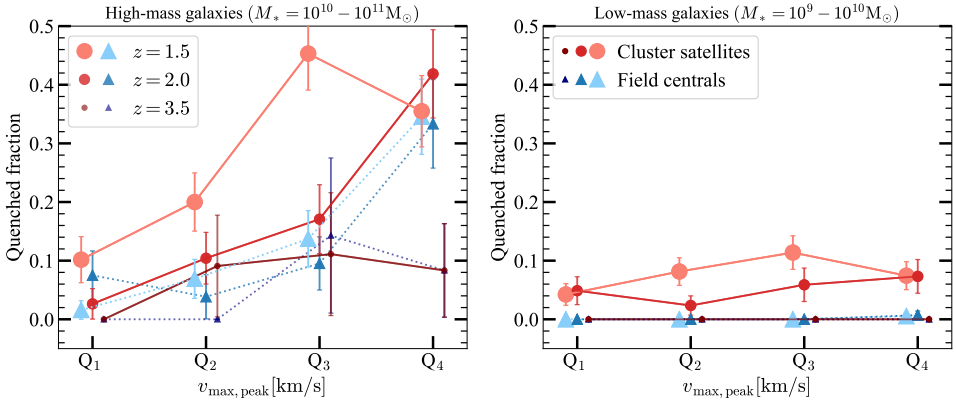 High-mass galaxies (M* = 10^10 − 10^11 M⊙)
0.5
0.4
0.3
0.2
0.1
0.0
Quenched fraction
z = 1.5
z = 2.0
z = 3.5
Q1 Q2 Q3 Q4
v_max, peak [km/s]
Low-mass galaxies (M* = 10^9 − 10^10 M⊙)
0.5
0.4
0.3
0.2
0.1
0.0
Quenched fraction
Cluster satellites
Field centrals
Q1 Q2 Q3 Q4
v_max, peak [km/s]